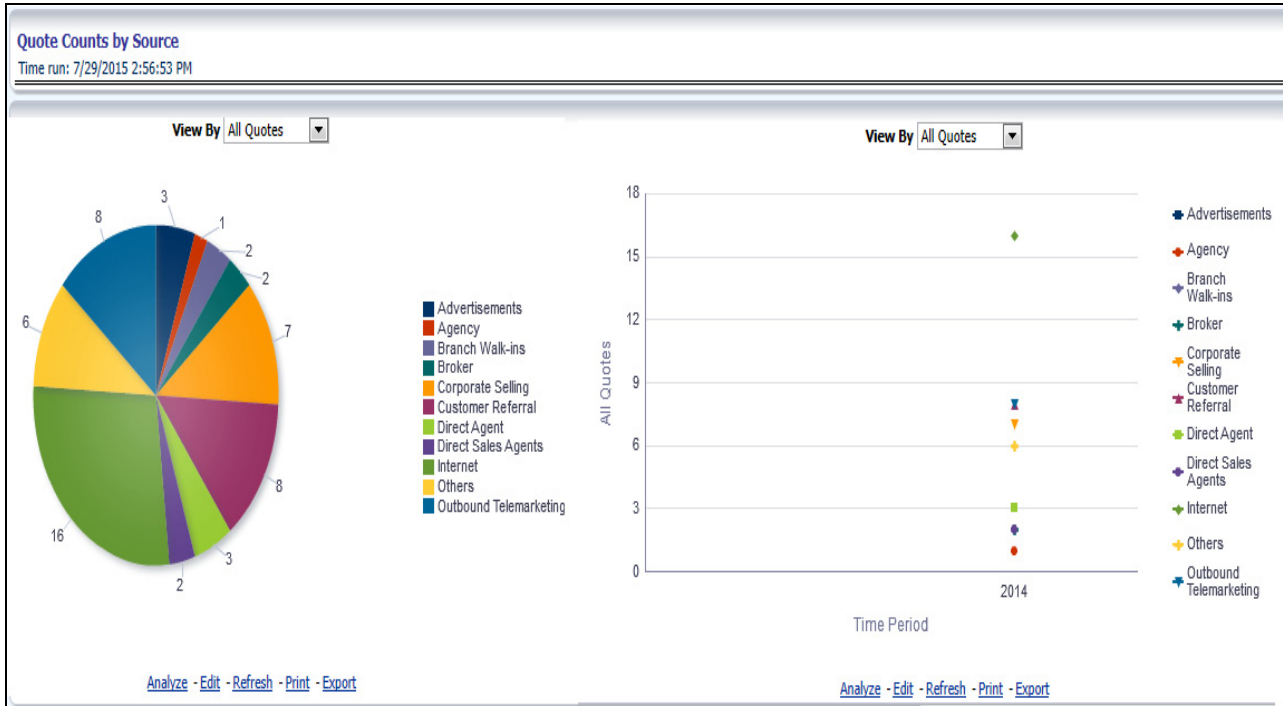 Quote Counts by Source
Time run: 7/29/2015 2:56:53 PM
View By All Quotes
3
1
2
2
7
8
3
2
16
6
8
Advertisements
Agency
Branch Walk-ins
Broker
Corporate Selling
Customer Referral
Direct Agent
Direct Sales Agents
Internet
Others
Outbound Telemarketing
Analyze - Edit - Refresh - Print - Export
View By All Quotes
All Quotes
18
15
12
9
6
3
0
2014
Time Period
Advertisements
Agency
Branch
Walk-ins
Broker
Corporate
Selling
Customer
Referral
Direct Agent
Direct Sales
Agents
Internet
Others
Outbound
Telemarketing
Analyze - Edit - Refresh - Print - Export